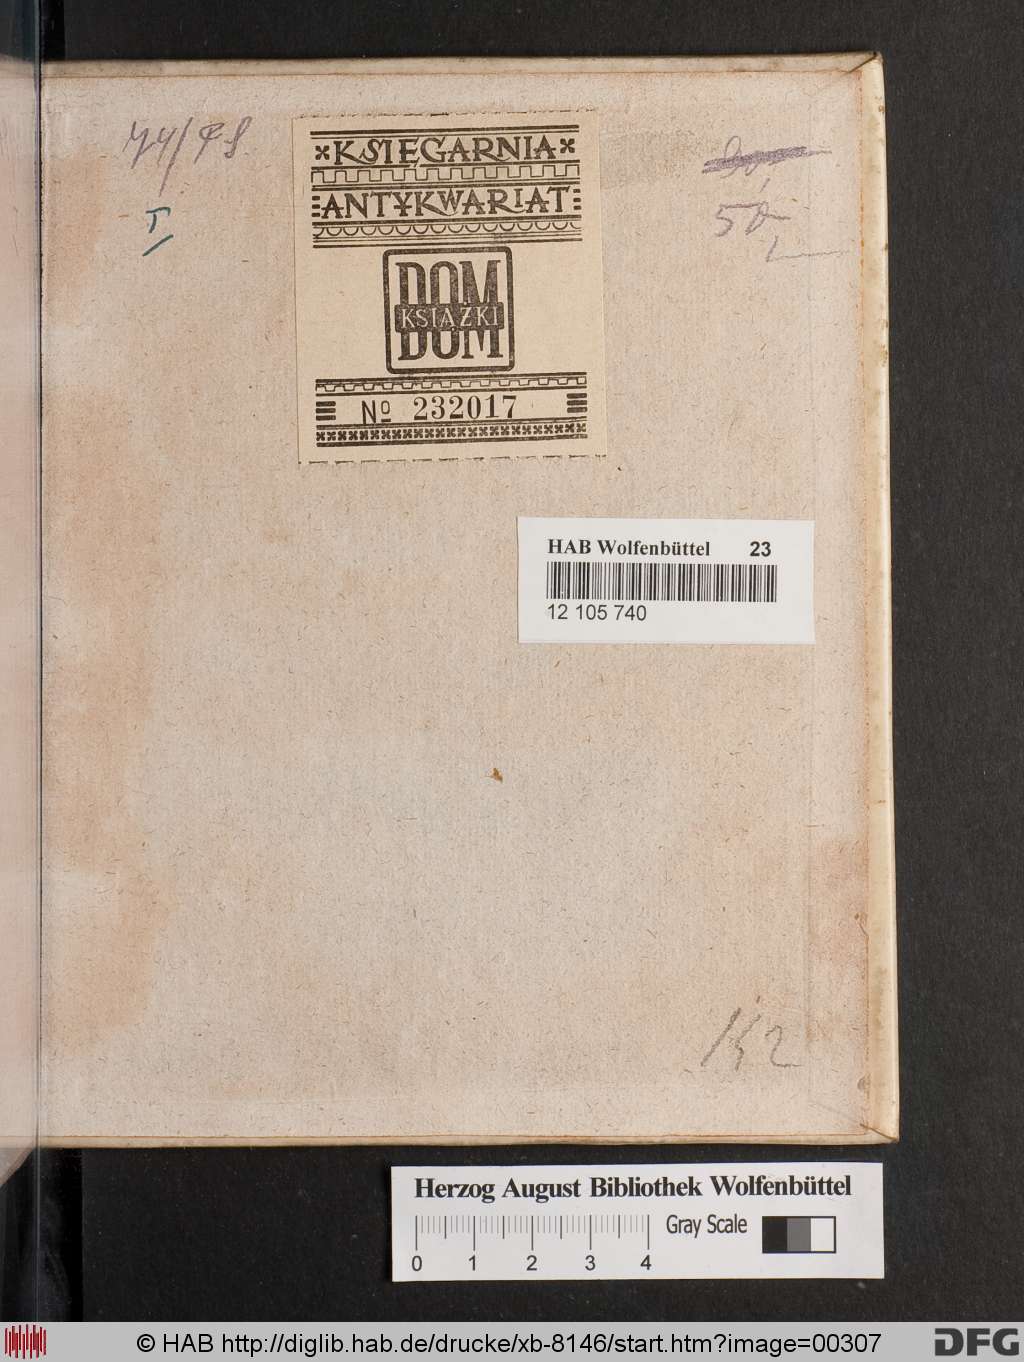 KSIĘGARNIA
ANTYKWARIAT
DOM
KSIĄŻKI
DOM
No 232017
50
HAB Wolfenbüttel 23
12 105 740
Herzog August Bibliothek Wolfenbüttel
Gray Scale
0 1 2 3 4
© HAB http://diglib.hab.de/drucke/xb-8146/start.htm?image=00307
DFG